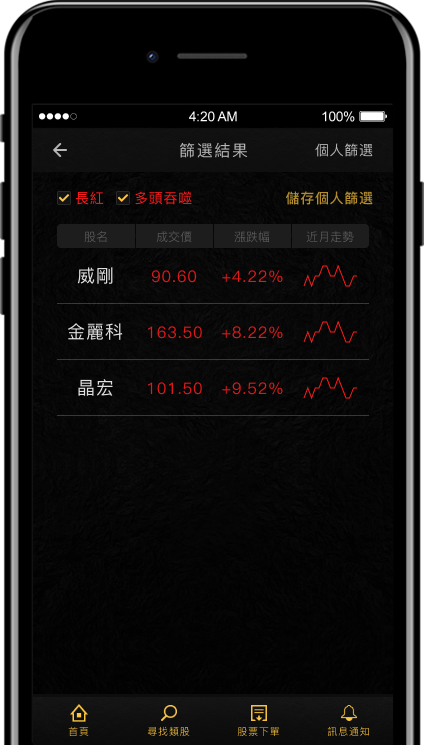 4:20 AM 100%
篩選結果 個人篩選
長紅 多頭吞噬 儲存個人篩選
股名 成交價 漲跌幅 近月走勢
威剛 90.60 +4.22%
金麗科 163.50 +8.22%
晶宏 101.50 +9.52%
首頁 尋找類股 股票下單 訊息通知